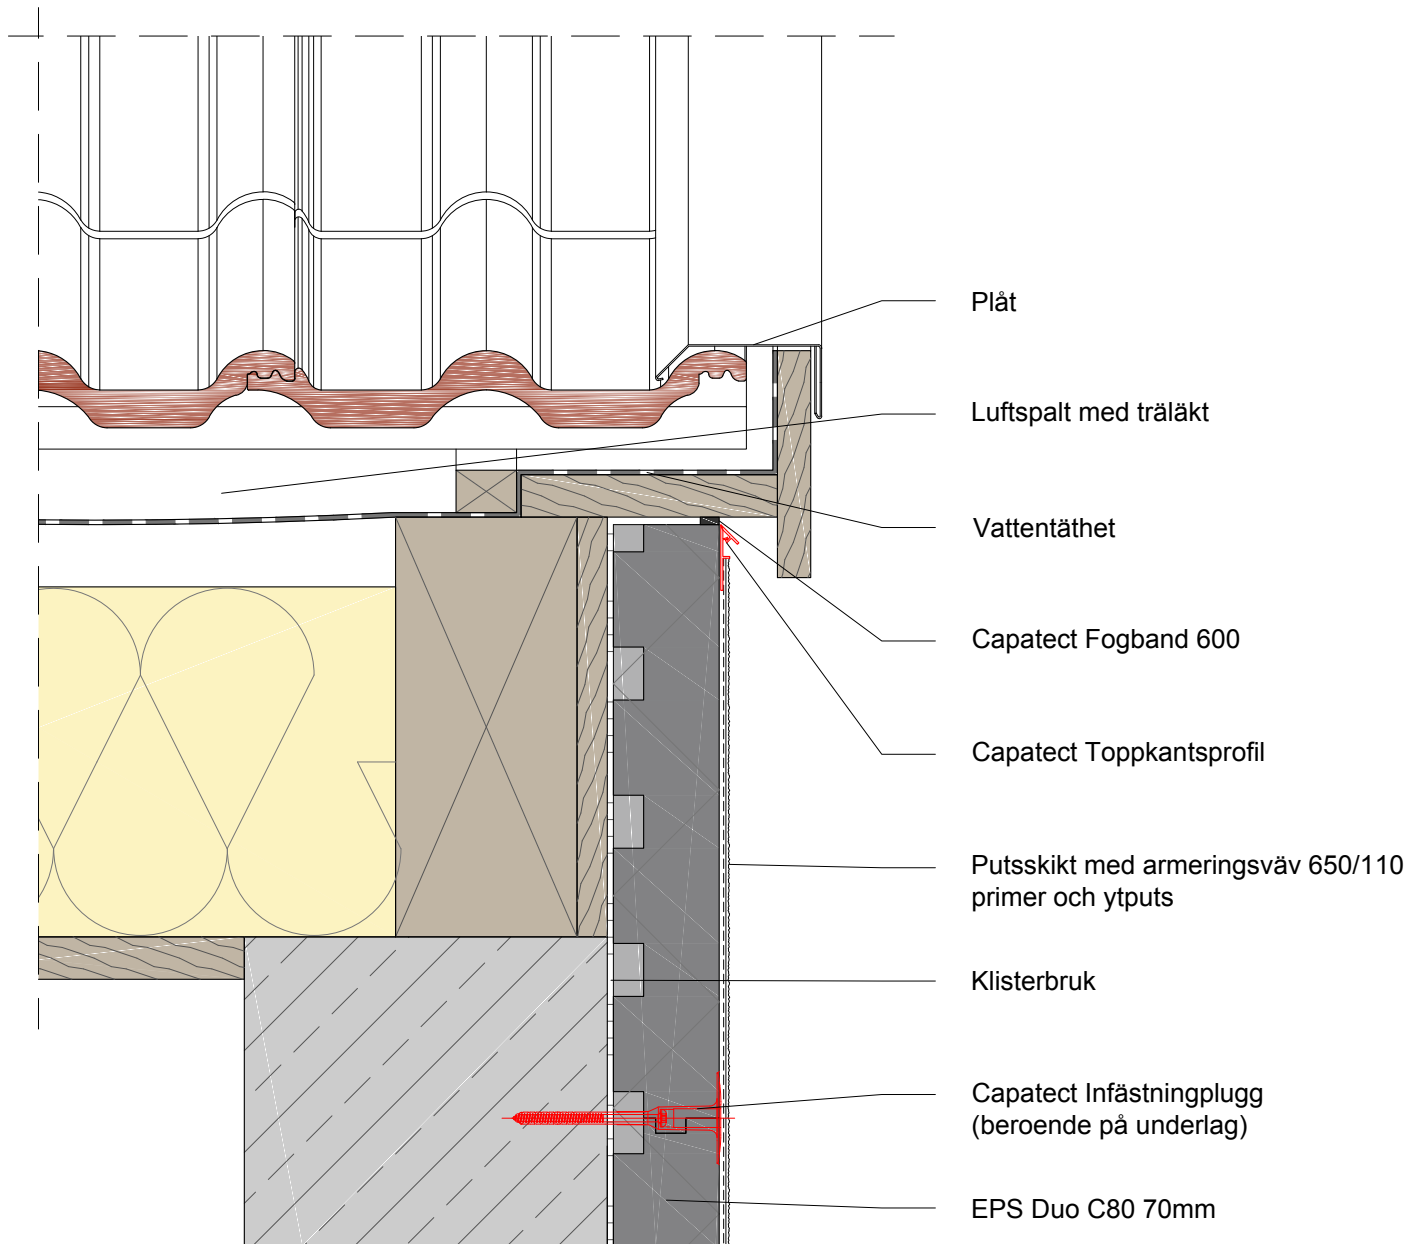 Plåt
Luftspalt med träläkt
Vattentäthet
Capatect Fogband 600
Capatect Toppkantsprofil
Putsskikt med armeringsväv 650/110
primer och ytputs
Klisterbruk
Capatect Infästningplugg
(beroende på underlag)
EPS Duo C80 70mm